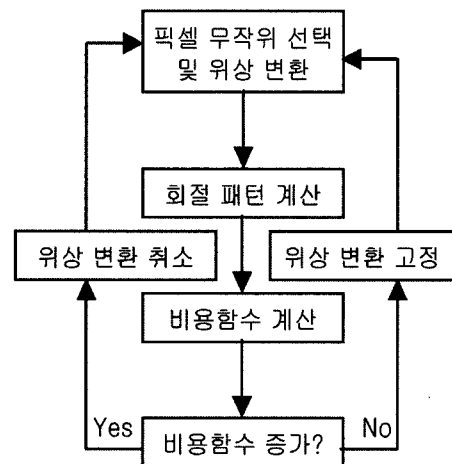 픽셀 무작위 선택
및 위상 변환
회절 패턴 계산
위상 변환 취소
위상 변환 고정
비용함수 계산
Yes
No
비용함수 증가?